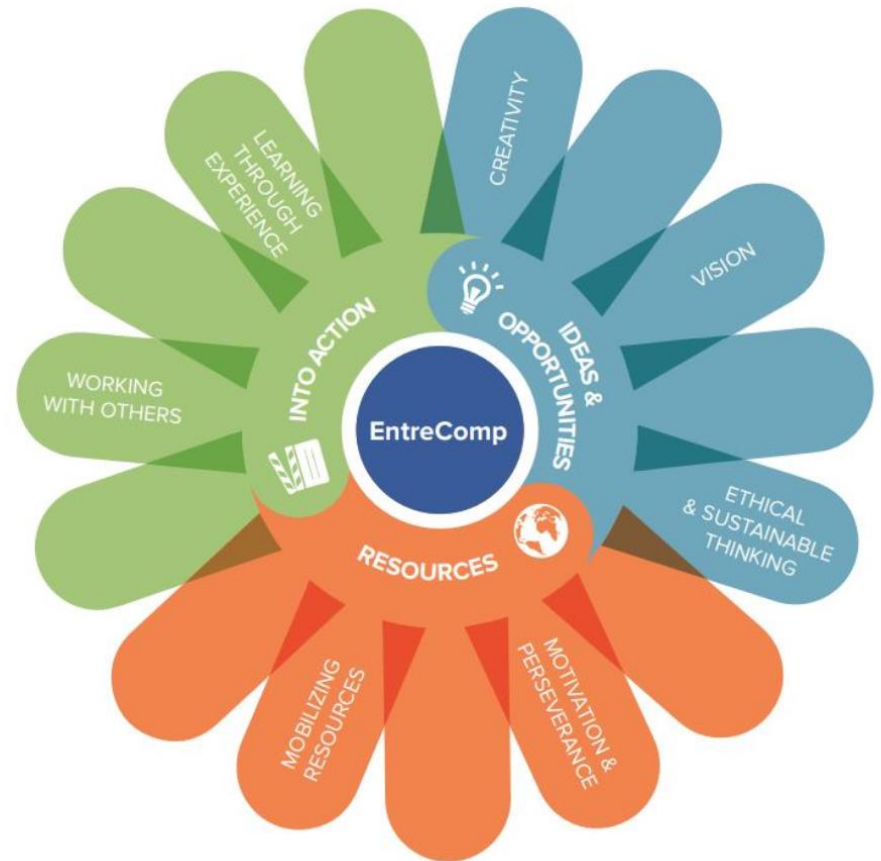 EntreComp
IDEAS &
OPPORTUNITIES
RESOURCES
INTO ACTION
CREATIVITY
VISION
ETHICAL
& SUSTAINABLE
THINKING
MOTIVATION &
PERSEVERANCE
MOBILIZING
RESOURCES
WORKING
WITH OTHERS
LEARNING
THROUGH
EXPERIENCE